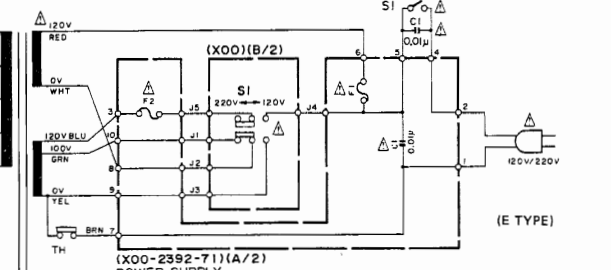 S1
C1
0.01μ
120V
RED
(X00)(B/2)
6
5
4
F1
0V
WHT
F2
S1
220V 120V
3
J5
J4
2
120V BLU
10
J1
100V
GRN
C1
0.01μ
120V/220V
8
J2
1
0V
9
J3
YEL
(E TYPE)
BRN 7
TH
(X00-2392-71)(A/2)
POWER SUPPLY